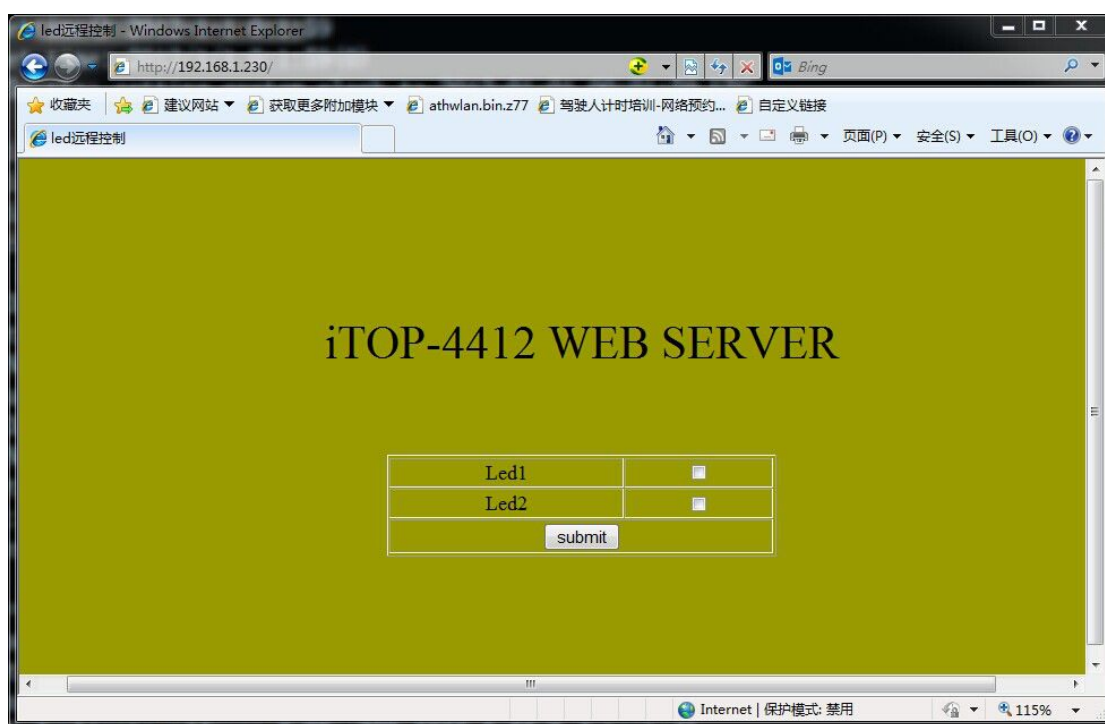 led远程控制 - Windows Internet Explorer
http://192.168.1.230/
Bing
收藏夹 建议网站 获取更多附加模块 athwlan.bin.z77 驾驶人计时培训-网络预约... 自定义链接
led远程控制 页面(P) 安全(S) 工具(O)
iTOP-4412 WEB SERVER
Led1
Led2
submit
Internet | 保护模式: 禁用 115%